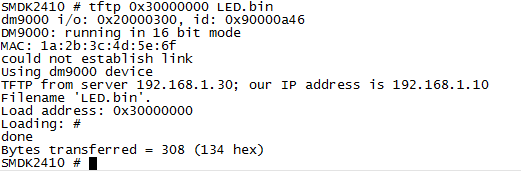 SMDK2410 # tftp 0x30000000 LED.bin
dm9000 i/o: 0x20000300, id: 0x90000a46
DM9000: running in 16 bit mode
MAC: 1a:2b:3c:4d:5e:6f
could not establish link
Using dm9000 device
TFTP from server 192.168.1.30; our IP address is 192.168.1.10
Filename 'LED.bin'.
Load address: 0x30000000
Loading: #
done
Bytes transferred = 308 (134 hex)
SMDK2410 #